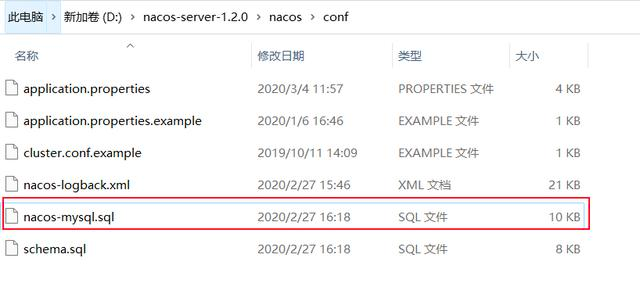 此电脑 › 新加卷 (D:) › nacos-server-1.2.0 › nacos › conf
名称 修改日期 类型 大小
application.properties 2020/3/4 11:57 PROPERTIES 文件 4 KB
application.properties.example 2020/1/6 16:46 EXAMPLE 文件 1 KB
cluster.conf.example 2019/10/11 14:09 EXAMPLE 文件 1 KB
nacos-logback.xml 2020/2/27 15:46 XML 文档 21 KB
nacos-mysql.sql 2020/2/27 16:18 SQL 文件 10 KB
schema.sql 2020/2/27 16:18 SQL 文件 8 KB